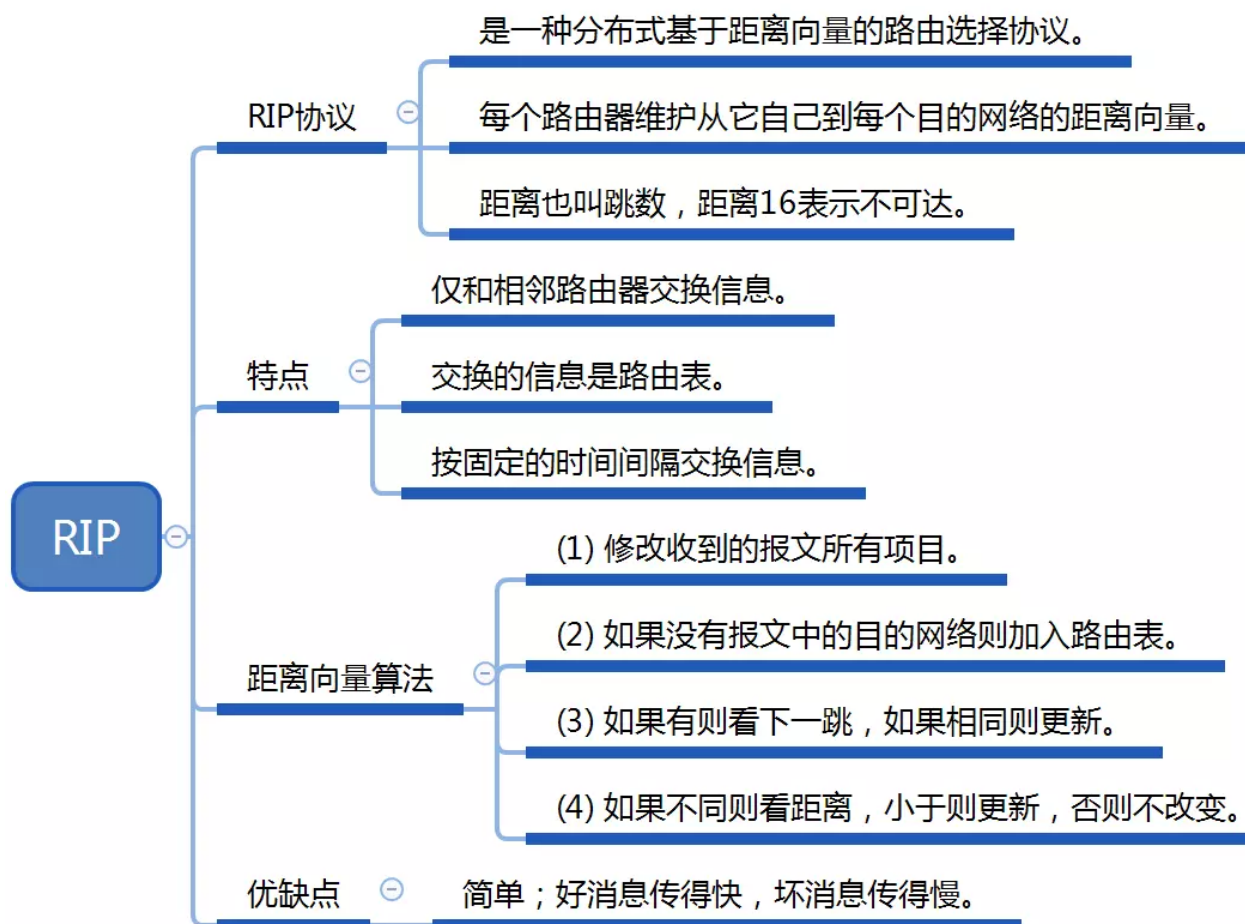 是一种分布式基于距离向量的路由选择协议。
RIP协议
每个路由器维护从它自己到每个目的网络的距离向量。
距离也叫跳数，距离16表示不可达。
仅和相邻路由器交换信息。
特点
交换的信息是路由表。
按固定的时间间隔交换信息。
RIP
(1) 修改收到的报文所有项目。
(2) 如果没有报文中的目的网络则加入路由表。
距离向量算法
(3) 如果有则看下一跳，如果相同则更新。
(4) 如果不同则看距离，小于则更新，否则不改变。
优缺点
简单；好消息传得快，坏消息传得慢。